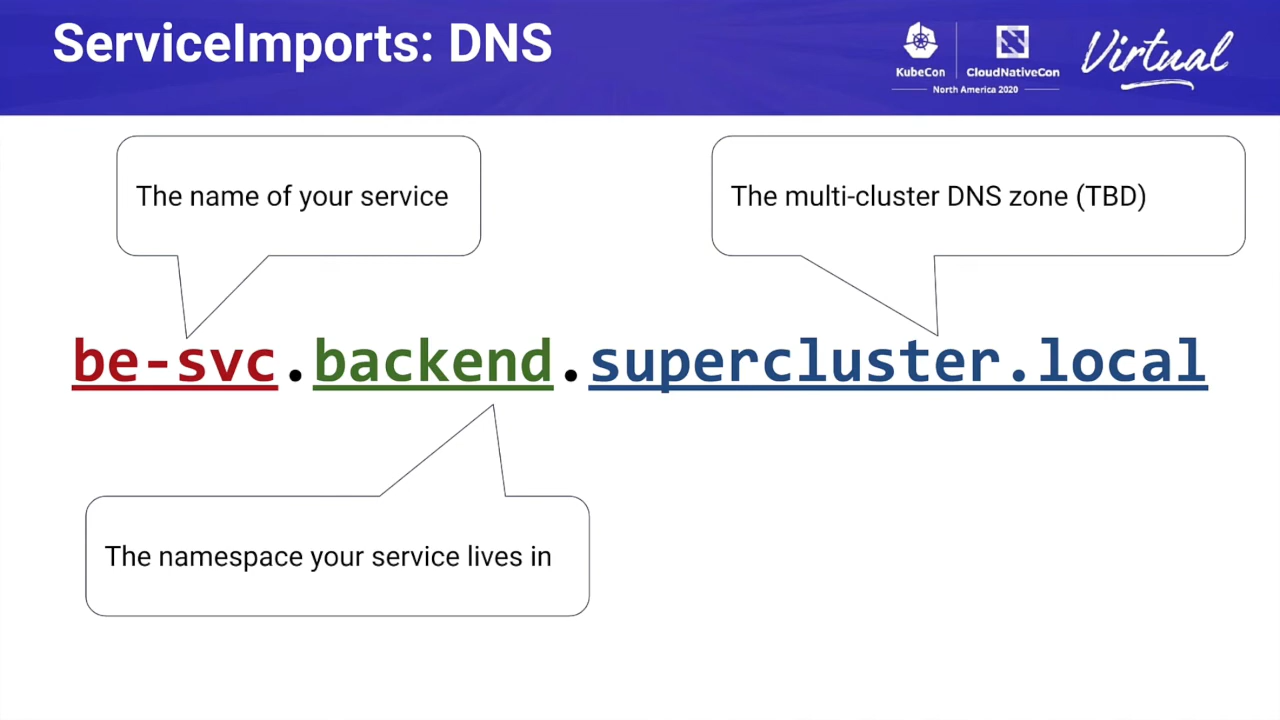 ServiceImports: DNS
KubeCon
CloudNativeCon
North America 2020
Virtual
The name of your service
The multi-cluster DNS zone (TBD)
be-svc.backend.supercluster.local
The namespace your service lives in